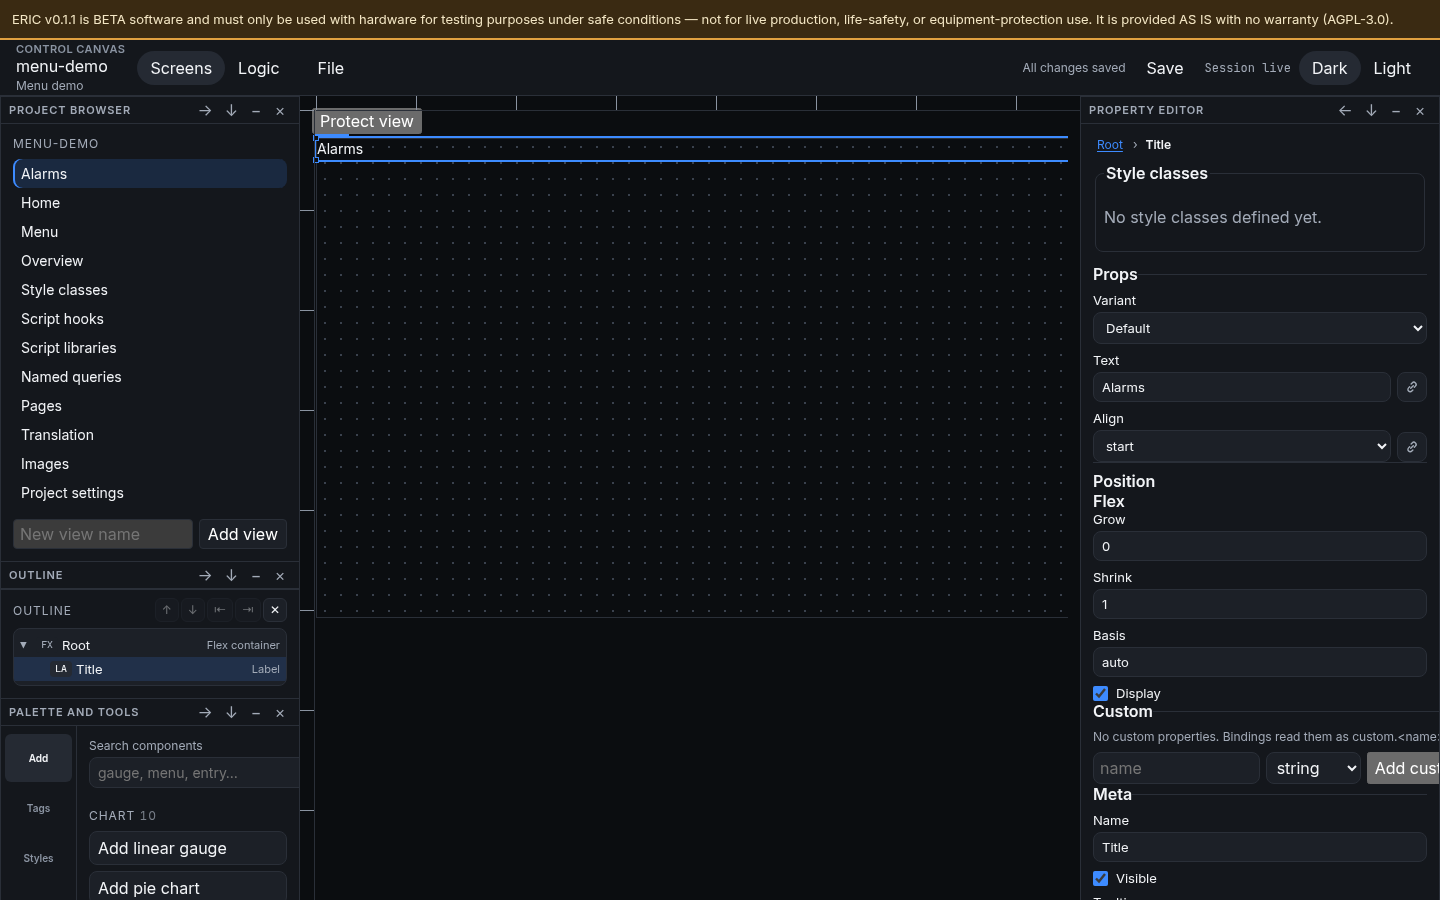 ERIC v0.1.1 is BETA software and must only be used with hardware for testing purposes under safe conditions — not for live production, life-safety, or equipment-protection use. It is provided AS IS with no warranty (AGPL-3.0).
CONTROL CANVAS
menu-demo
Menu demo
Screens
Logic
File
All changes saved
Save
Session live
Dark
Light
PROJECT BROWSER
MENU-DEMO
Alarms
Home
Menu
Overview
Style classes
Script hooks
Script libraries
Named queries
Pages
Translation
Images
Project settings
New view name
Add view
OUTLINE
OUTLINE
FX Root Flex container
LA Title Label
PALETTE AND TOOLS
Add
Tags
Styles
Search components
gauge, menu, entry...
CHART 10
Add linear gauge
Add pie chart
Protect view
Alarms
PROPERTY EDITOR
Root › Title
Style classes
No style classes defined yet.
Props
Variant
Default
Text
Alarms
Align
start
Position
Flex
Grow
0
Shrink
1
Basis
auto
Display
Custom
No custom properties. Bindings read them as custom.<name
name
string
Add cust
Meta
Name
Title
Visible